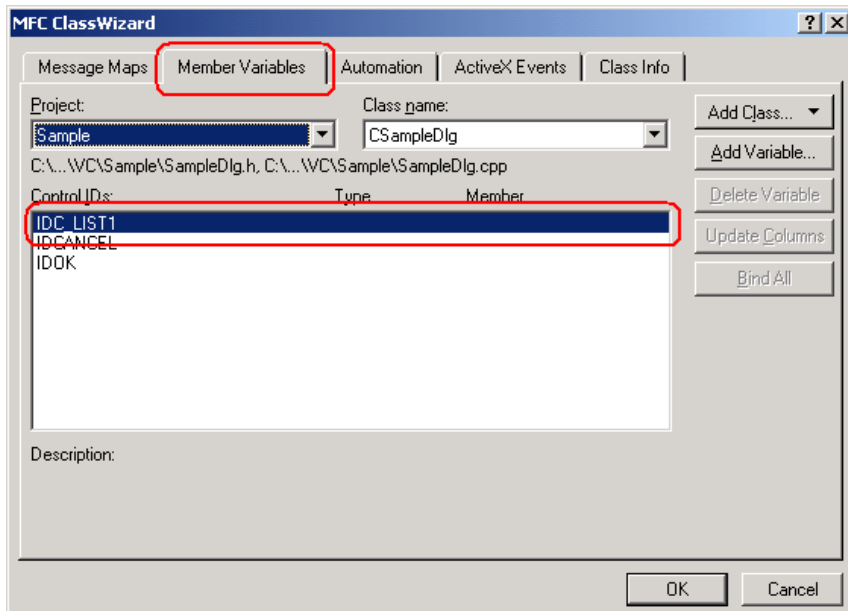 MFC ClassWizard
Message Maps Member Variables Automation ActiveX Events Class Info
Project: Class name:
Sample CSampleDlg
Add Class...
C:\...\VC\Sample\SampleDlg.h, C:\...\VC\Sample\SampleDlg.cpp
Add Variable...
Control IDs: Type Member
Delete Variable
IDC_LIST1
IDCANCEL
IDOK
Update Columns
Bind All
Description:
OK Cancel